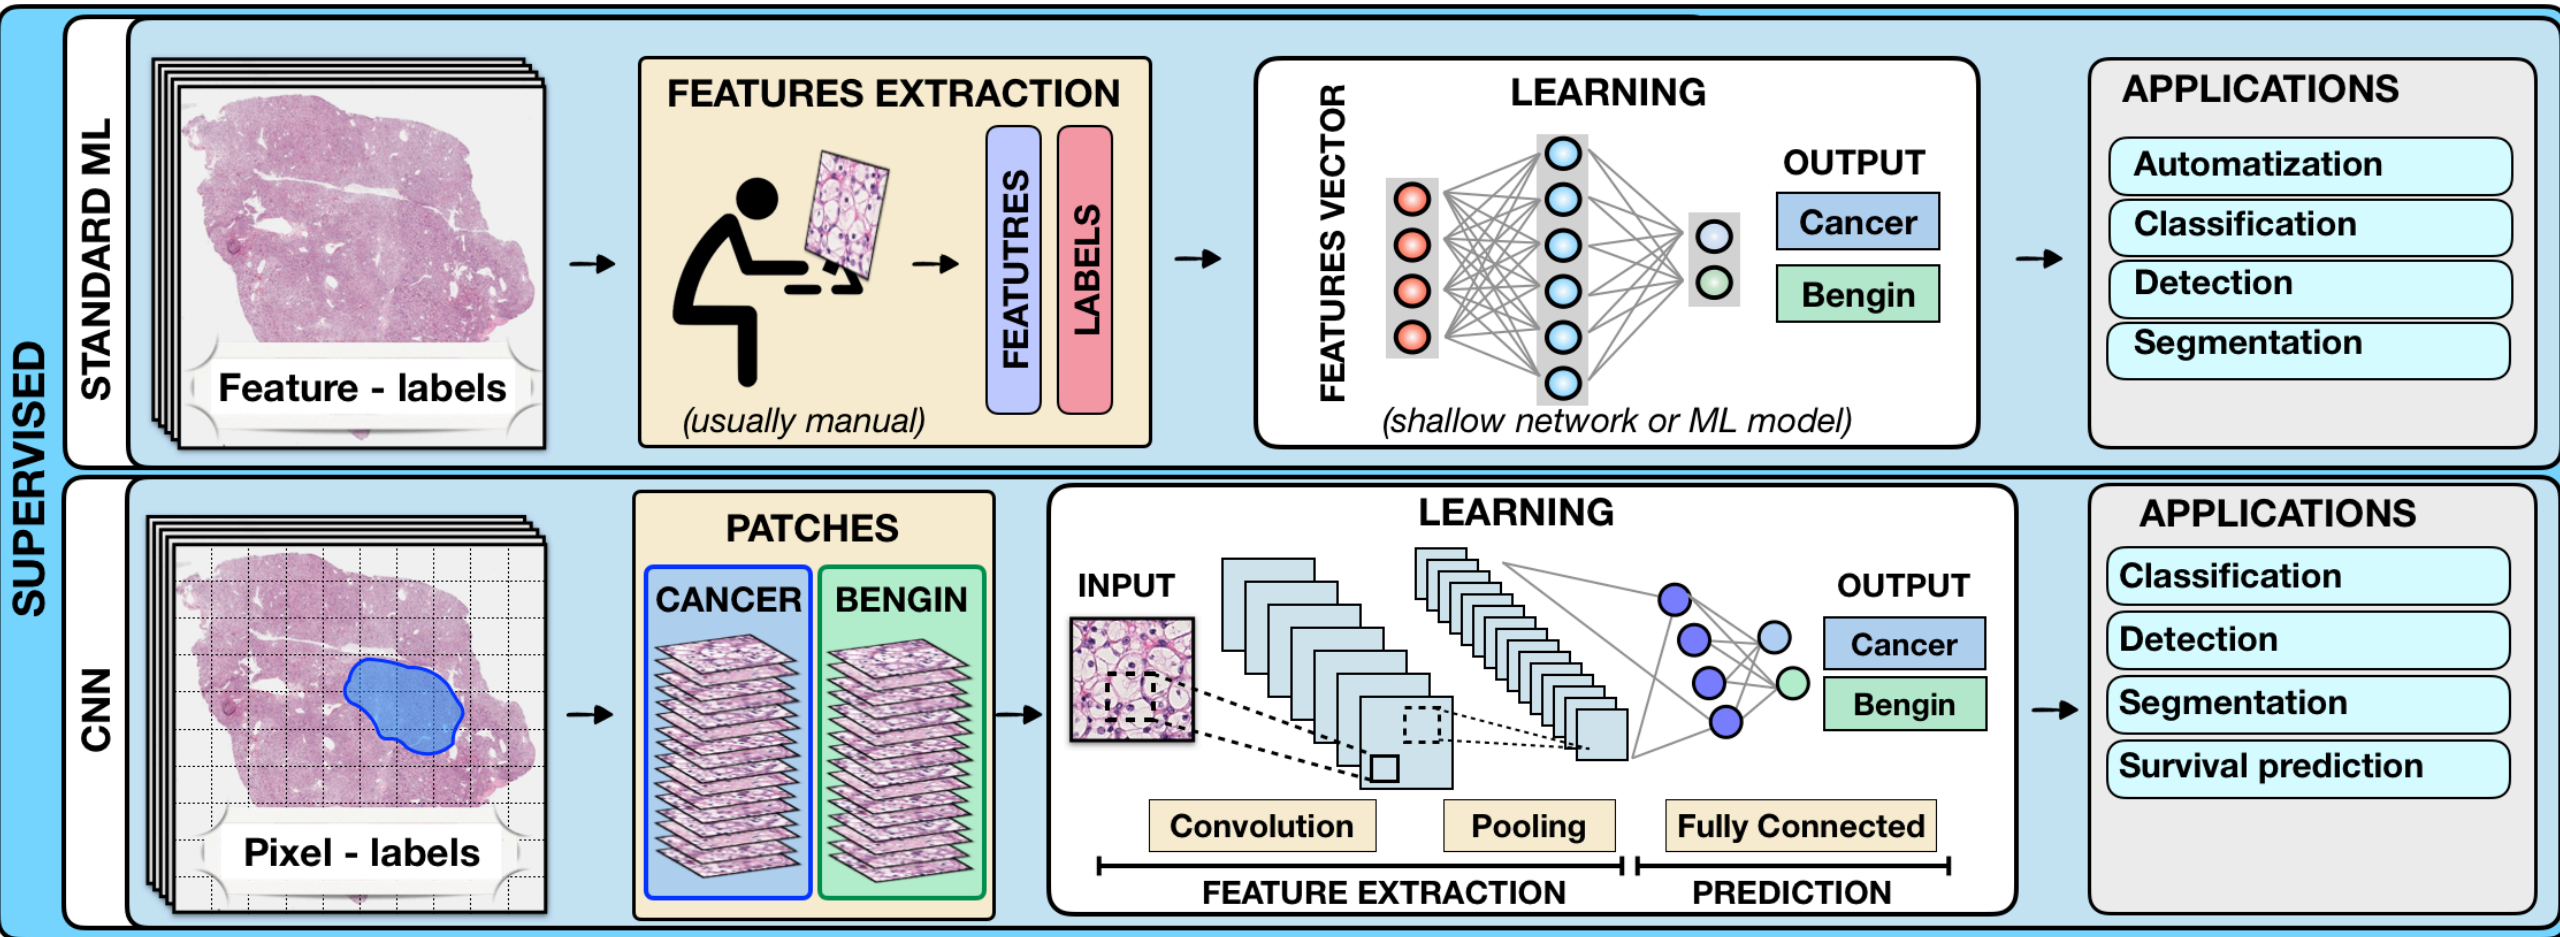 SUPERVISED
STANDARD ML
Feature - labels
FEATURES EXTRACTION
FEATUTRES
LABELS
(usually manual)
LEARNING
FEATURES VECTOR
OUTPUT
Cancer
Bengin
(shallow network or ML model)
APPLICATIONS
Automatization
Classification
Detection
Segmentation
CNN
Pixel - labels
PATCHES
CANCER
BENGIN
LEARNING
INPUT
OUTPUT
Cancer
Bengin
Convolution
Pooling
Fully Connected
FEATURE EXTRACTION
PREDICTION
APPLICATIONS
Classification
Detection
Segmentation
Survival prediction